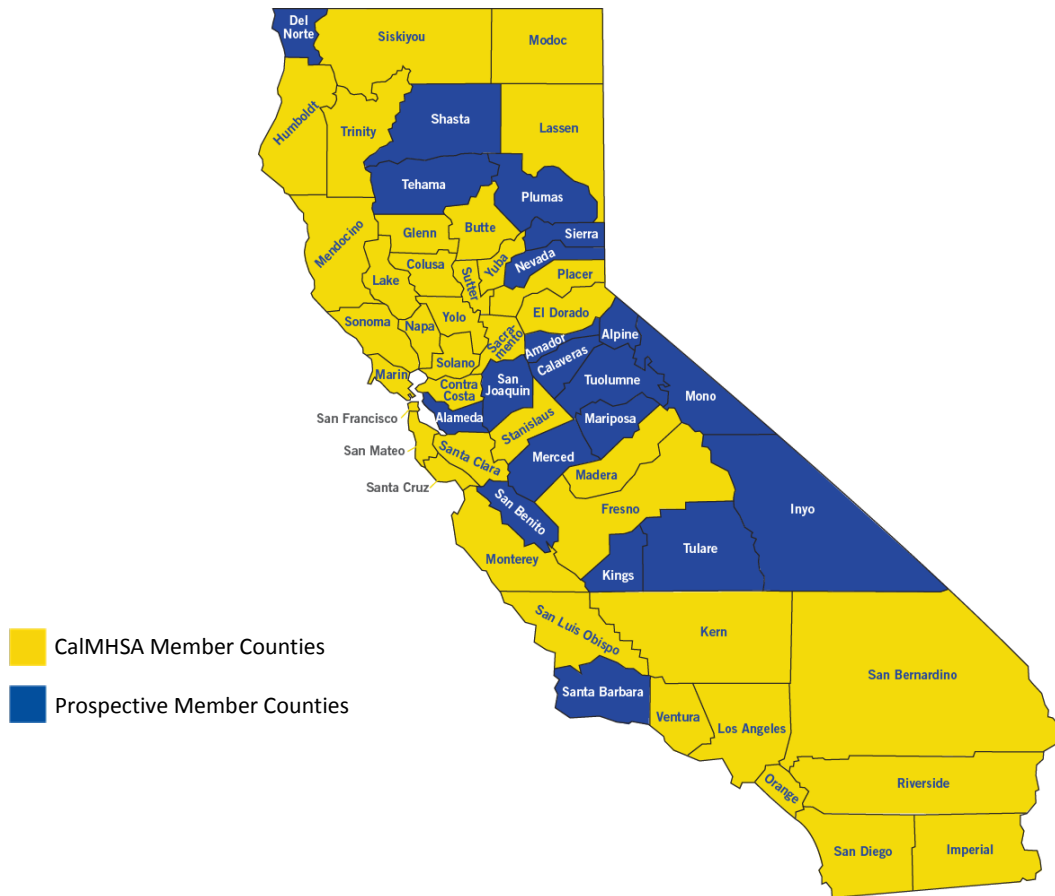 Del
Norte
Siskiyou
Modoc
Humboldt
Trinity
Shasta
Lassen
Tehama
Plumas
Mendocino
Glenn
Butte
Sierra
Colusa
Sutter
Yuba
Nevada
Lake
Placer
Sonoma
Napa
Yolo
El Dorado
Sacra-
mento
Amador
Alpine
Marin
Solano
Calaveras
Contra
Costa
San
Joaquin
Tuolumne
Mono
San Francisco
Alameda
Stanislaus
Mariposa
San Mateo
Santa Clara
Merced
Madera
Santa Cruz
San Benito
Fresno
Inyo
Monterey
Kings
Tulare
San Luis Obispo
Kern
CalMHSA Member Counties
San Bernardino
Prospective Member Counties
Santa Barbara
Ventura
Los Angeles
Orange
Riverside
San Diego
Imperial